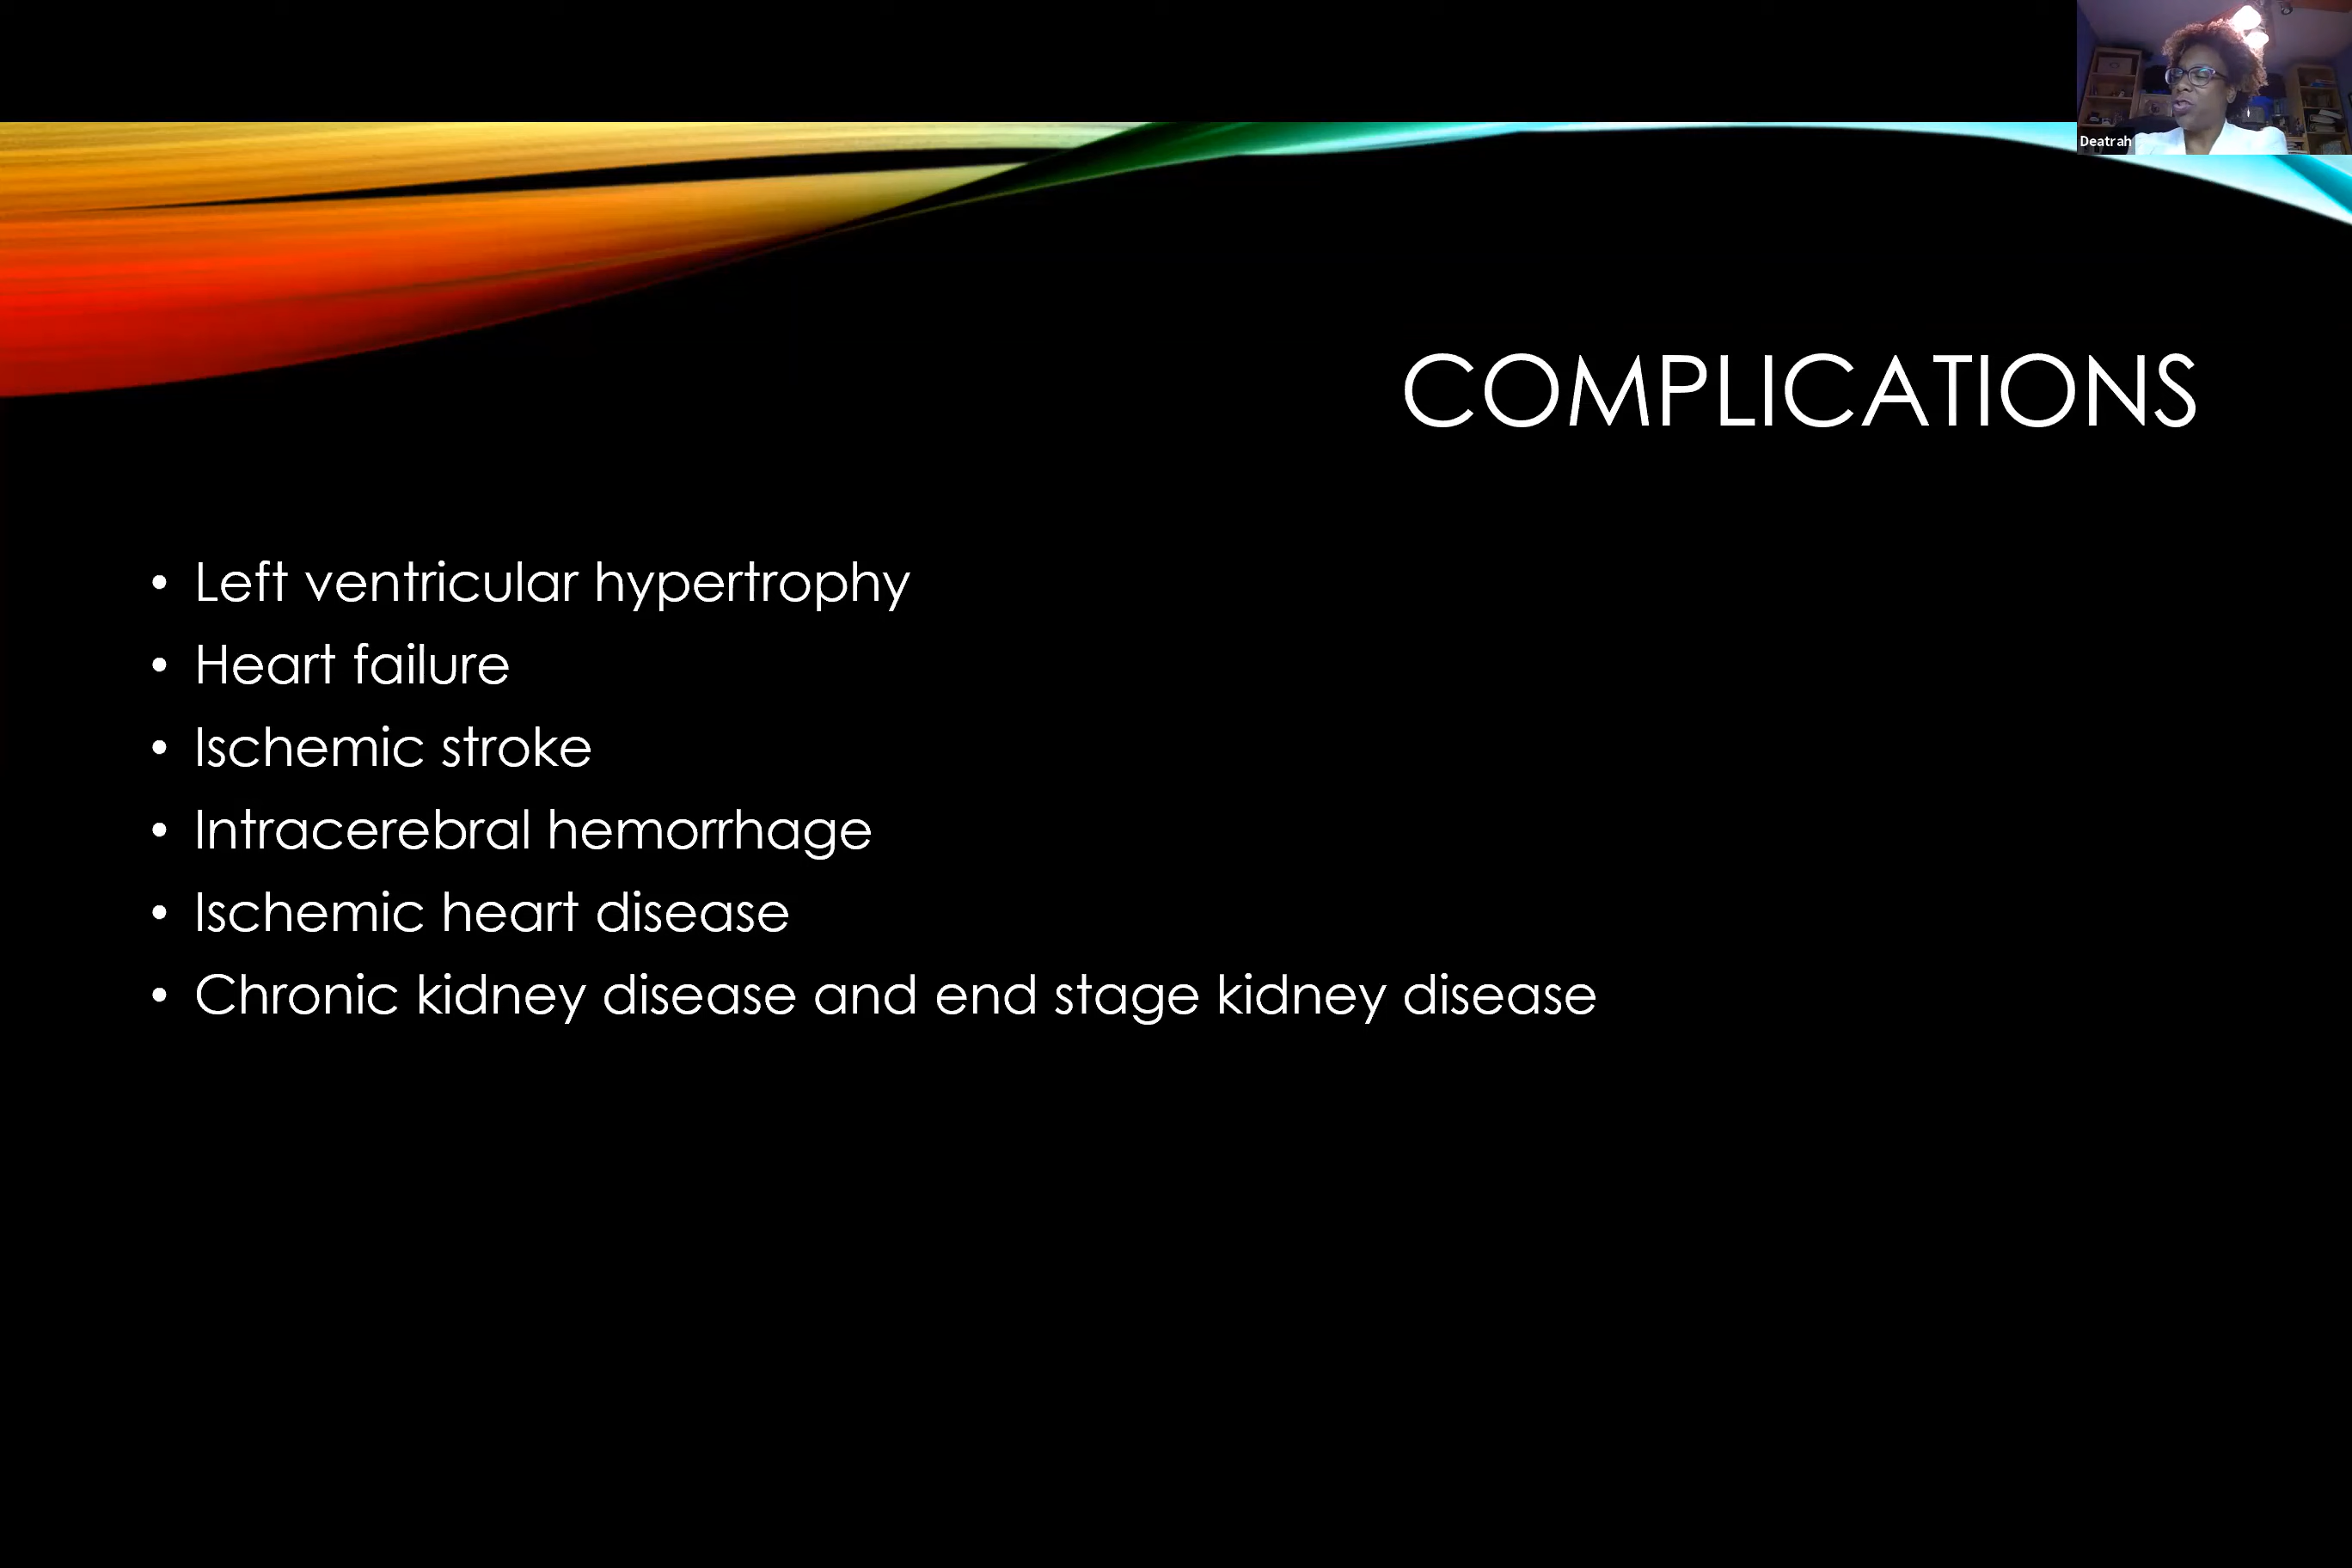 Deatrah
COMPLICATIONS
• Left ventricular hypertrophy
• Heart failure
• Ischemic stroke
• Intracerebral hemorrhage
• Ischemic heart disease
• Chronic kidney disease and end stage kidney disease